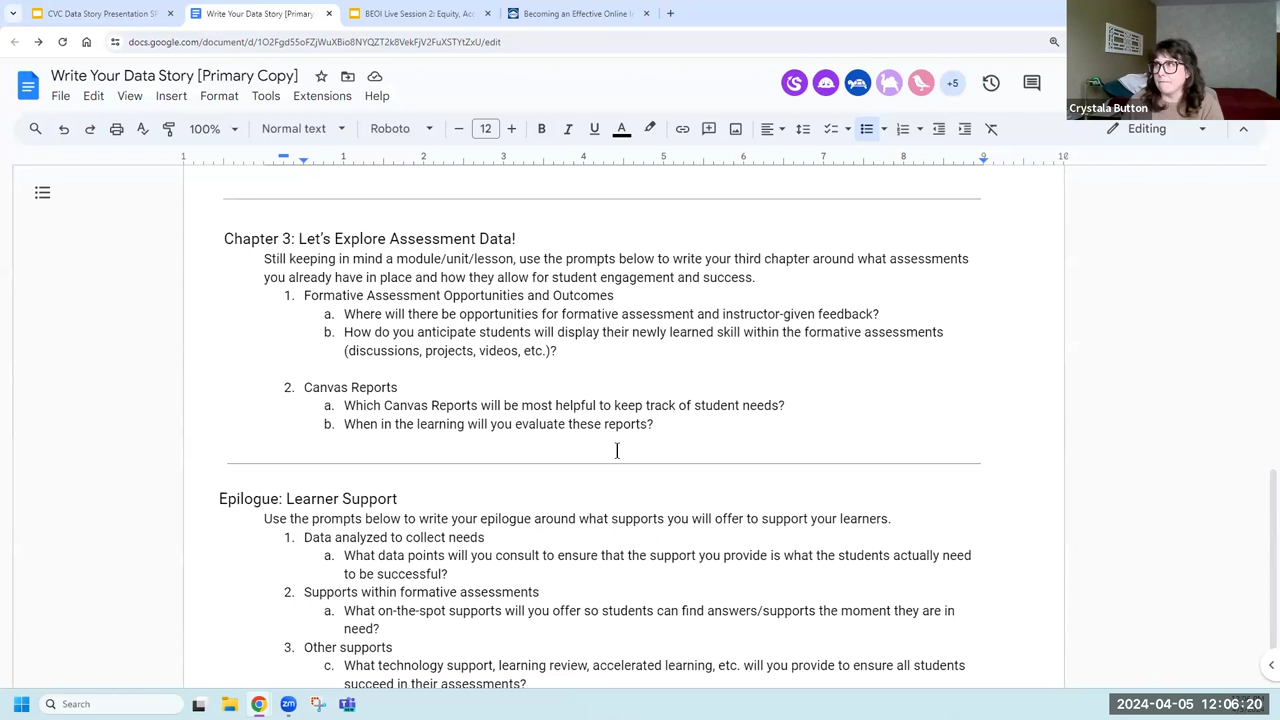 CVC Data Story Presentation SP
Write Your Data Story [Primary
BEOI Live Session 2: Equity, Acc
Becoming an Effective Online I
docs.google.com/document/d/1O2Fgd55oFZjWuXBio8NYQZT2k8VekFjV2FuXSTYtZxU/edit
Write Your Data Story [Primary Copy]
File Edit View Insert Format Tools Extensions Help
+5
Crystala Button
100% Normal text Roboto 12 B I U A Editing
1 1 2 3 4 5 6 7 8 9 10
Chapter 3: Let's Explore Assessment Data!
Still keeping in mind a module/unit/lesson, use the prompts below to write your third chapter around what assessments
you already have in place and how they allow for student engagement and success.
1. Formative Assessment Opportunities and Outcomes
a. Where will there be opportunities for formative assessment and instructor-given feedback?
b. How do you anticipate students will display their newly learned skill within the formative assessments
(discussions, projects, videos, etc.)?
2. Canvas Reports
a. Which Canvas Reports will be most helpful to keep track of student needs?
b. When in the learning will you evaluate these reports?
Epilogue: Learner Support
Use the prompts below to write your epilogue around what supports you will offer to support your learners.
1. Data analyzed to collect needs
a. What data points will you consult to ensure that the support you provide is what the students actually need
to be successful?
2. Supports within formative assessments
a. What on-the-spot supports will you offer so students can find answers/supports the moment they are in
need?
3. Other supports
c. What technology support, learning review, accelerated learning, etc. will you provide to ensure all students
succeed in their assessments?
Search
2024-04-05 12:06:20